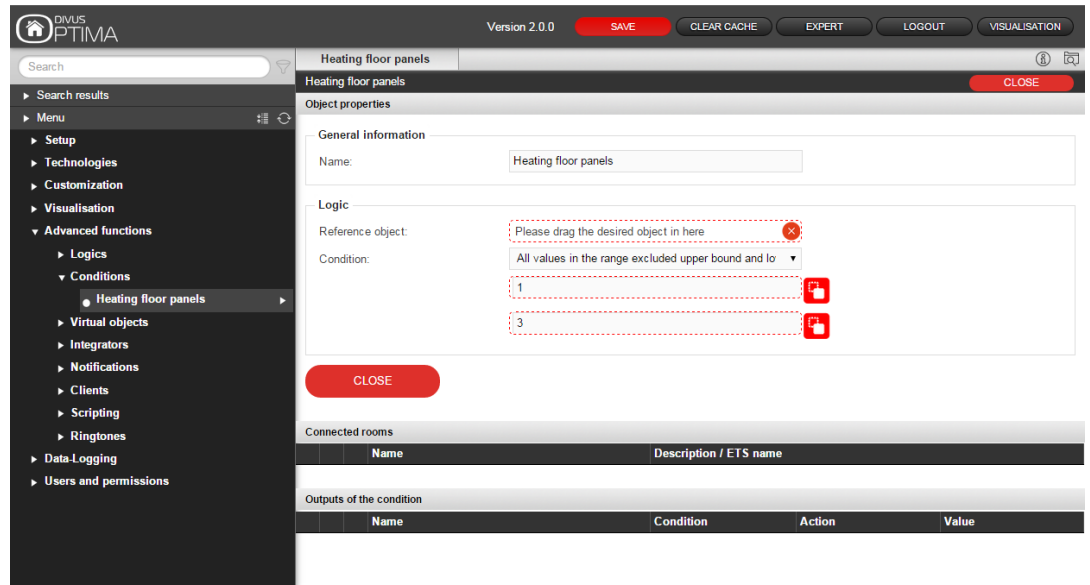 DIVUS
OPTIMA
Version 2.0.0
SAVE
CLEAR CACHE
EXPERT
LOGOUT
VISUALISATION
Search
Search results
Menu
Setup
Technologies
Customization
Visualisation
Advanced functions
Logics
Conditions
Heating floor panels
Virtual objects
Integrators
Notifications
Clients
Scripting
Ringtones
Data-Logging
Users and permissions
Heating floor panels
Heating floor panels
CLOSE
Object properties
General information
Name: Heating floor panels
Logic
Reference object: Please drag the desired object in here
Condition: All values in the range excluded upper bound and lo
1
3
CLOSE
Connected rooms
Name Description / ETS name
Outputs of the condition
Name Condition Action Value